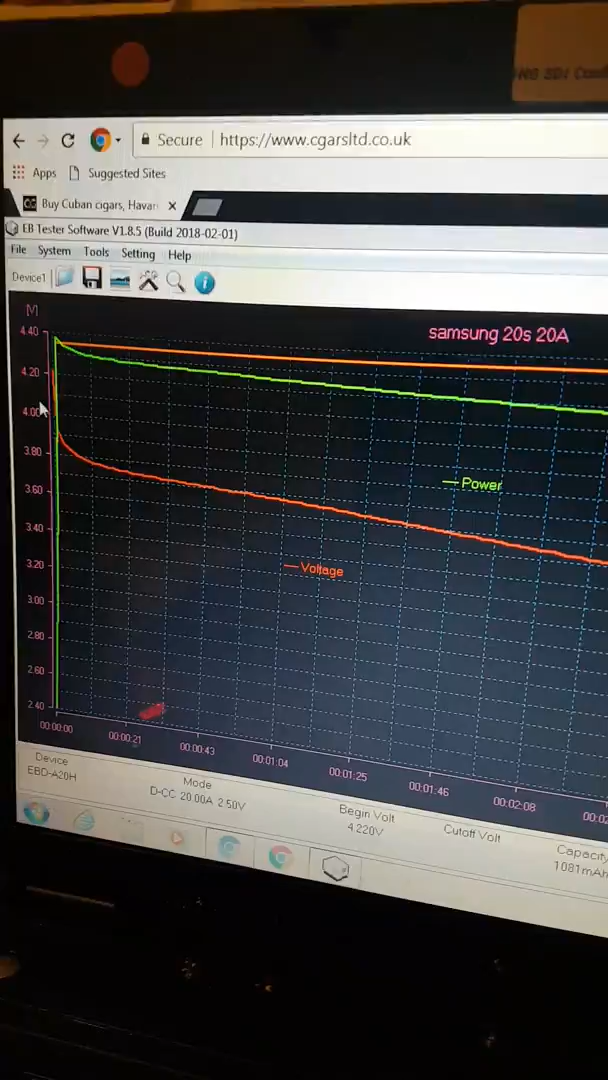 Secure | https://www.cgarsltd.co.uk
Apps Suggested Sites
Buy Cuban cigars, Havan
EB Tester Software V1.8.5 (Build 2018-02-01)
File System Tools Setting Help
Device1
[V]
samsung 20s 20A
4.40
4.20
4.00
3.80
3.60
3.40
3.20
3.00
2.80
2.60
2.40
Power
Voltage
00:00:00 00:00:21 00:00:43 00:01:04 00:01:25 00:01:46 00:02:08 00:02
Device Mode Begin Volt Cutoff Volt Capacity
EBD-A20H D-CC 20.00A 2.50V 4.220V 1081mAh